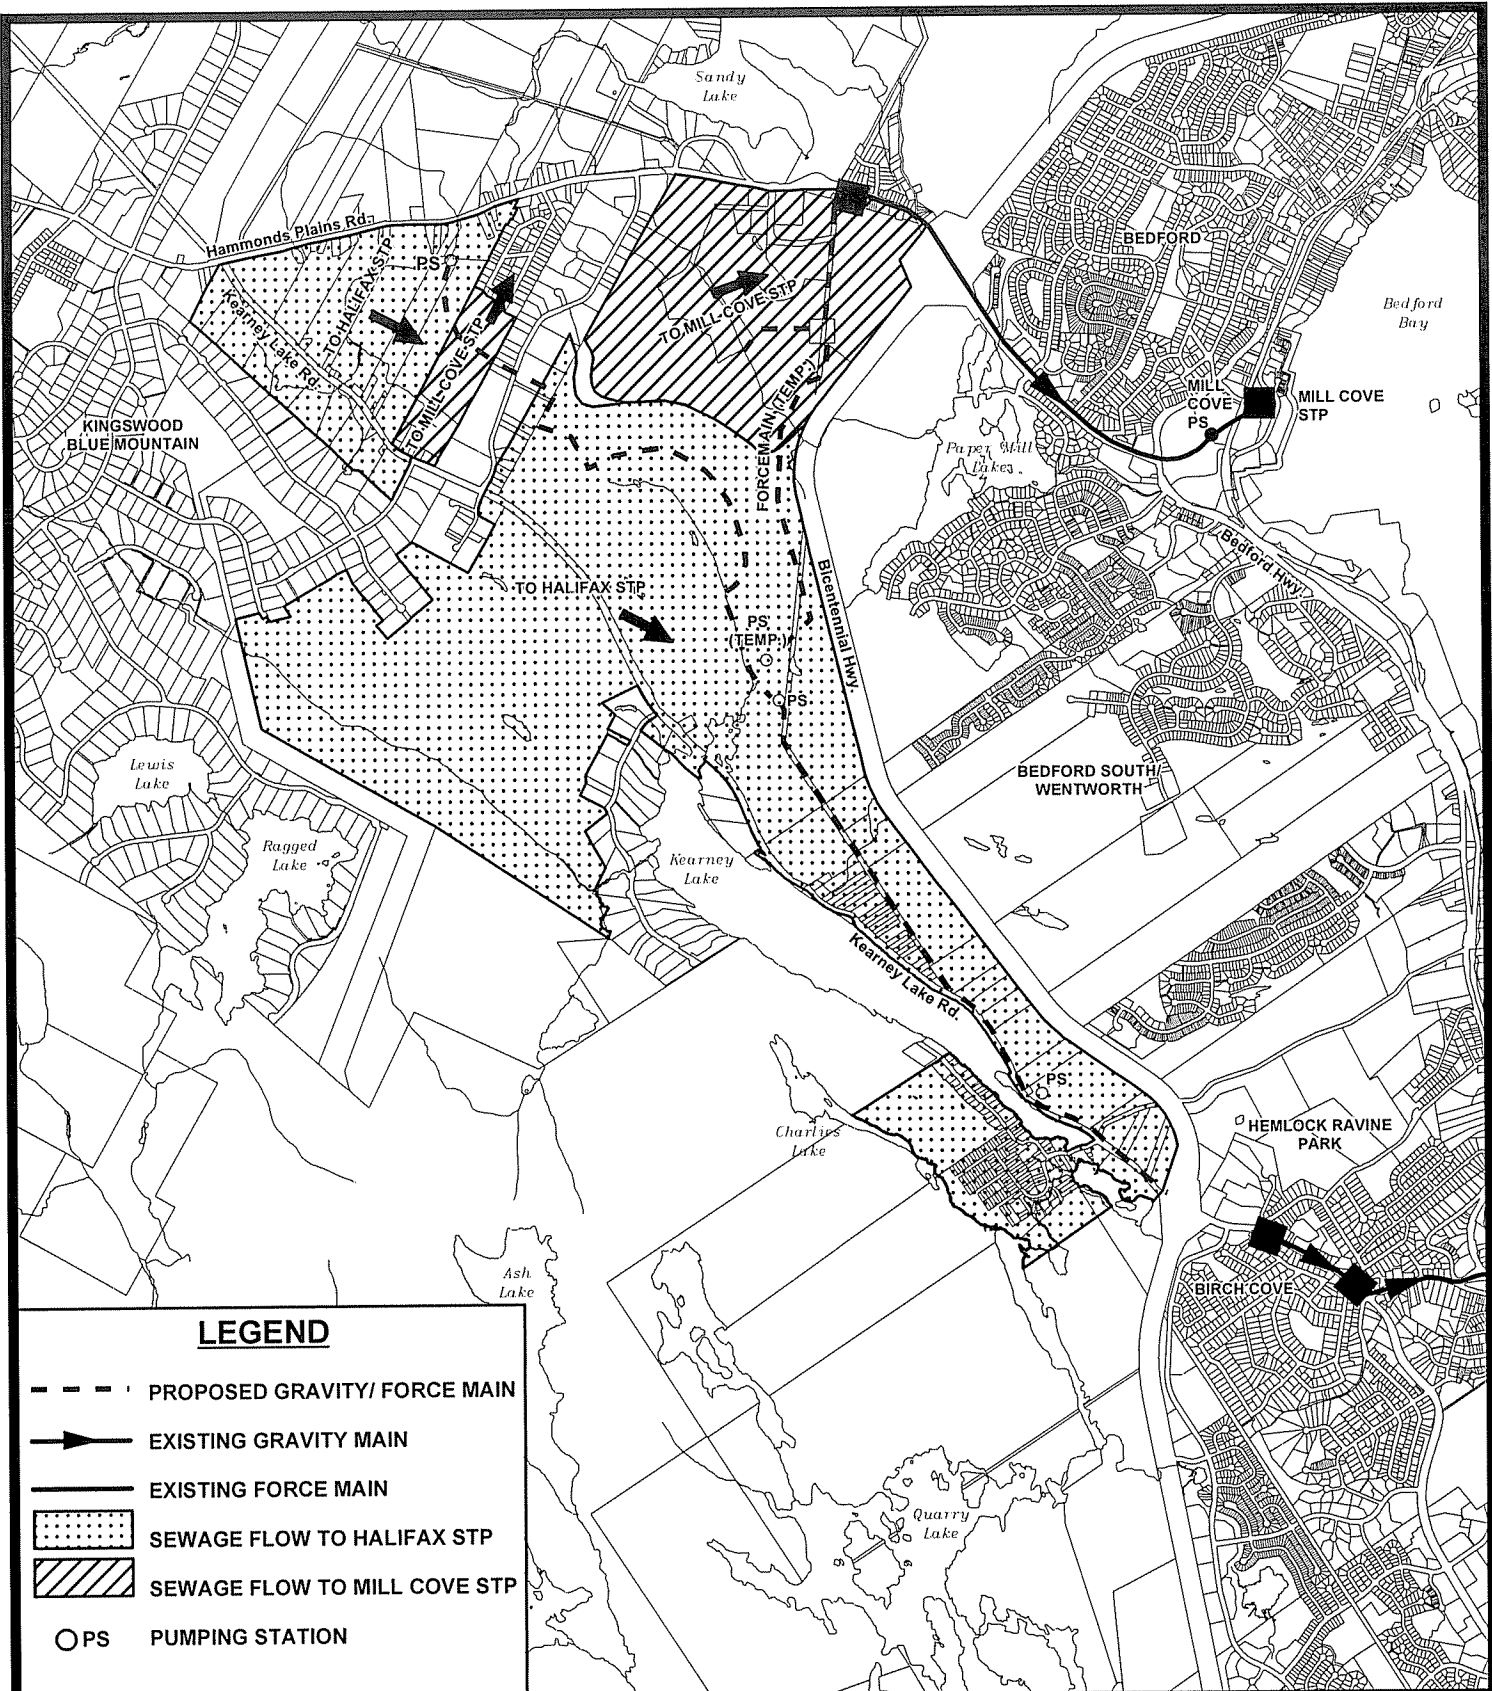 Sandy
Lake
Hammonds Plains Rd.
BEDFORD
Bedford
Bay
PS
TO HALIFAX STP
Kearney Lake Rd.
TO MILL COVE STP
TO MILL COVE STP
FORCEMAIN (TEMP.)
MILL
COVE
PS
MILL COVE
STP
KINGSWOOD
BLUE MOUNTAIN
Paper Mill
Lake
Bedford Hwy.
Bicentennial Hwy.
TO HALIFAX STP
PS
(TEMP.)
PS
Lewis
Lake
BEDFORD SOUTH/
WENTWORTH
Ragged
Lake
Kearney
Lake
Kearney Lake Rd.
PS
Charlies
Lake
HEMLOCK RAVINE
PARK
Ash
Lake
BIRCH COVE
Quarry
Lake
LEGEND
PROPOSED GRAVITY/ FORCE MAIN
EXISTING GRAVITY MAIN
EXISTING FORCE MAIN
SEWAGE FLOW TO HALIFAX STP
SEWAGE FLOW TO MILL COVE STP
PS PUMPING STATION